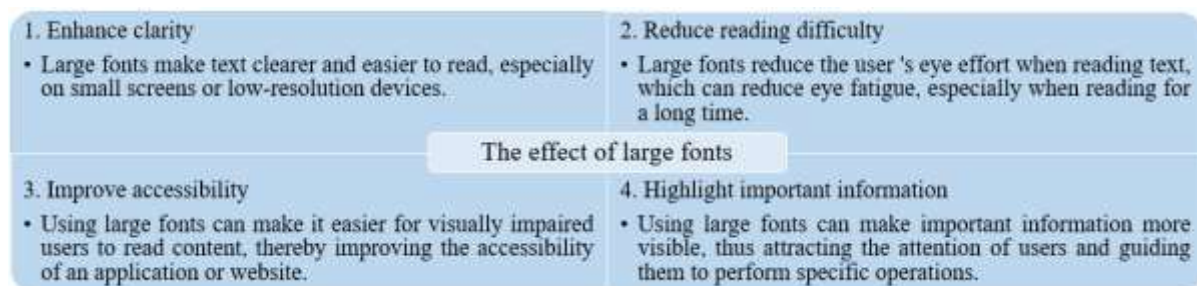 1. Enhance clarity
• Large fonts make text clearer and easier to read, especially
on small screens or low-resolution devices.
2. Reduce reading difficulty
• Large fonts reduce the user 's eye effort when reading text,
which can reduce eye fatigue, especially when reading for
a long time.
The effect of large fonts
3. Improve accessibility
• Using large fonts can make it easier for visually impaired
users to read content, thereby improving the accessibility
of an application or website.
4. Highlight important information
• Using large fonts can make important information more
visible, thus attracting the attention of users and guiding
them to perform specific operations.